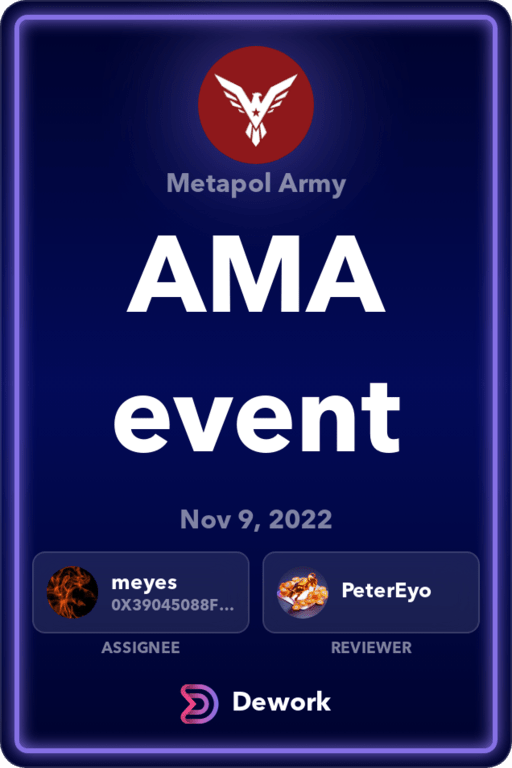 Metapol Army
AMA
event
Nov 9, 2022
meyes
0X39045088F...
PeterEyo
ASSIGNEE
REVIEWER
Dework